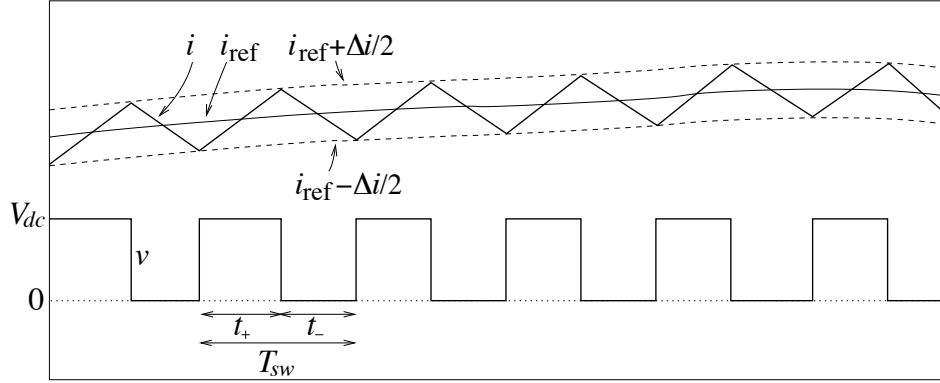 i
i_ref
i_ref+Δi/2
i_ref−Δi/2
V_dc
v
0
t_+
t_−
T_sw